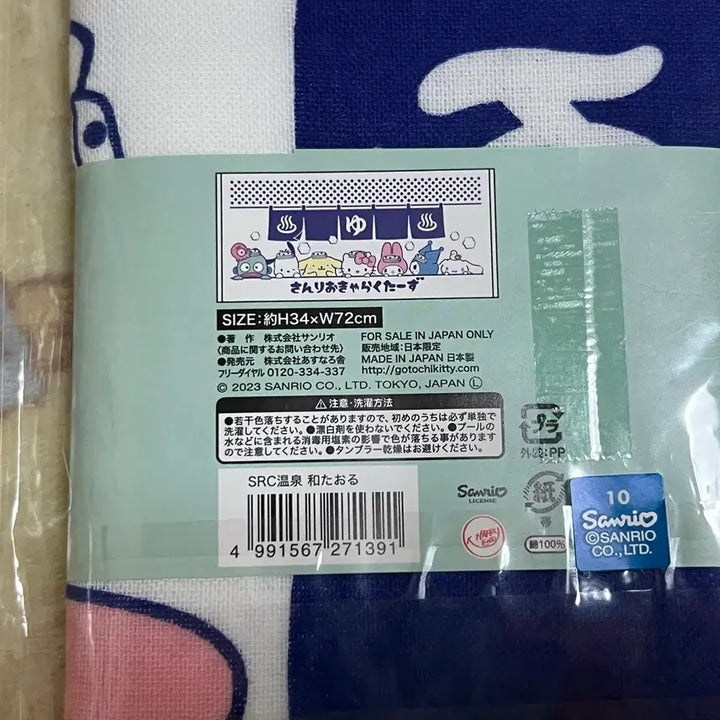 ゆ
さんりおきゃらくたーず
SIZE:約H34×W72cm
●著 作 株式会社サンリオ
〈商品に関するお問い合わせ先〉
●発売元 株式会社あすなろ舎
フリーダイヤル 0120-334-337
FOR SALE IN JAPAN ONLY
販売地域:日本限定
MADE IN JAPAN 日本製
http://gotochikitty.com
© 2023 SANRIO CO., LTD. TOKYO, JAPAN Ⓛ
⚠注意・洗濯方法
●若干色落ちすることがありますので、初めのうちは必ず単独で
洗濯してください。●漂白剤を使わないでください。●プールの
水などに含まれる消毒用塩素の影響で色が落ちる事があります
ので注意してください。●タンブラー乾燥はお避けください。
SRC温泉 和たおる
4 991567 271391
プラ
外袋:PP
紙
帯
綿100%
Sanrio
LICENSE
HAPPY
10
Sanrio
©SANRIO
CO.,LTD.